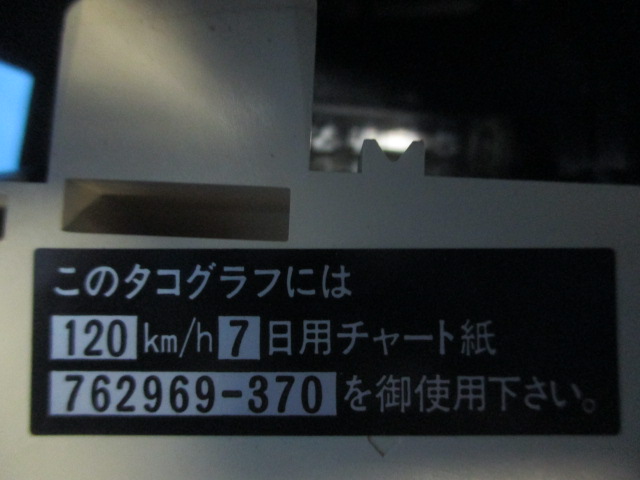 このタコグラフには
120 km/h 7 日用チャート紙
762969-370 を御使用下さい。